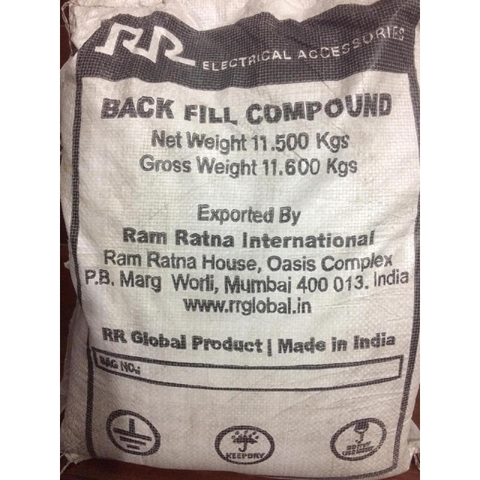 RR ELECTRICAL ACCESSORIES
BACK FILL COMPOUND
Net Weight 11.500 Kgs
Gross Weight 11.600 Kgs
Exported By
Ram Ratna International
Ram Ratna House, Oasis Complex
P.B. Marg Worli, Mumbai 400 013. India
www.rrglobal.in
RR Global Product | Made in India
BAG NO.:
KEEPDRY
USE HOOKS